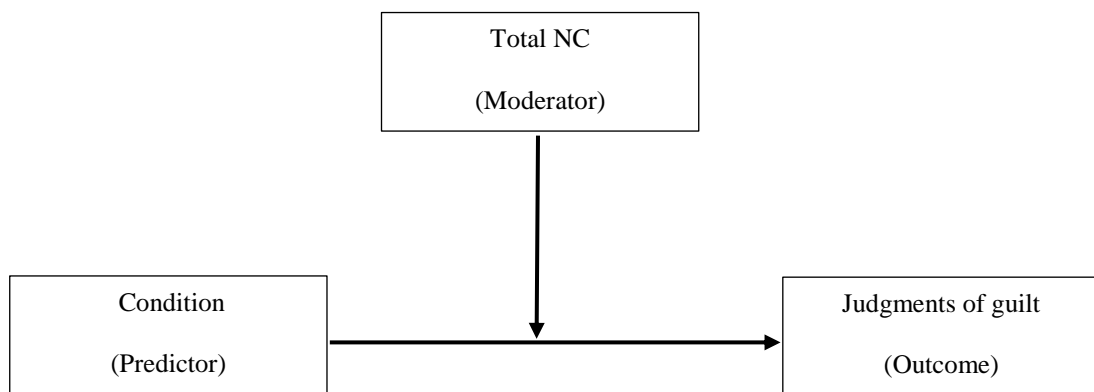 Total NC
(Moderator)
Condition
(Predictor)
Judgments of guilt
(Outcome)